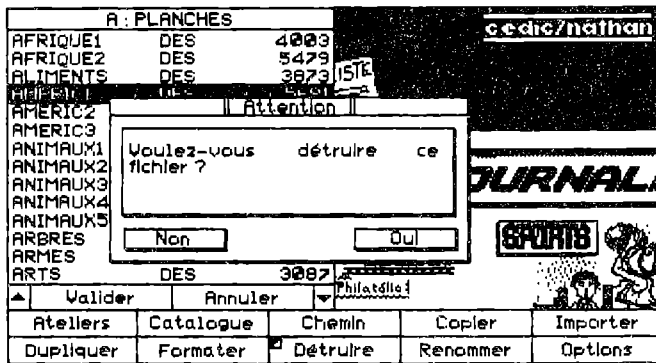 A : PLANCHES
AFRIQUE1 DES 4003
AFRIQUE2 DES 5479
ALIMENTS DES 3873
AMERIC2
AMERIC3
ANIMAUX1
ANIMAUX2
ANIMAUX3
ANIMAUX4
ANIMAUX5
ARBRES
ARMES
ARTS DES 3087
Attention
Voulez-vous détruire ce
fichier ?
Non Oui
Valider Annuler
cedic/nathan
ISTE
OURNAL
SPORTS
Philatélie
Ateliers Catalogue Chemin Copier Importer
Dupliquer Formater Détruire Renommer Options